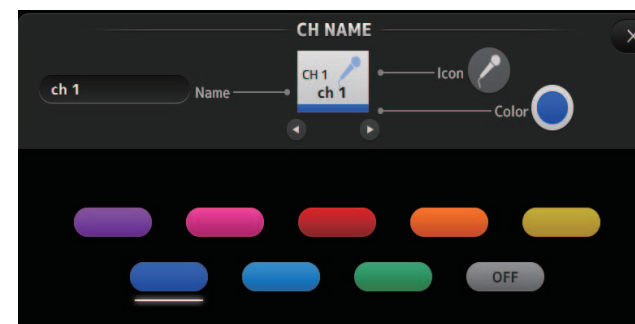 CH NAME
ch 1
Name
CH 1
ch 1
Icon
Color
OFF